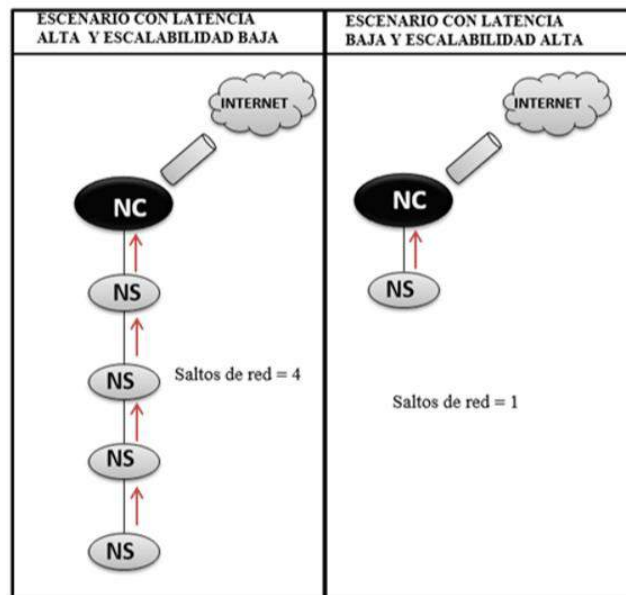 ESCENARIO CON LATENCIA
ALTA Y ESCALABILIDAD BAJA
INTERNET
NC
NS
NS
Saltos de red = 4
NS
NS
ESCENARIO CON LATENCIA
BAJA Y ESCALABILIDAD ALTA
INTERNET
NC
NS
Saltos de red = 1